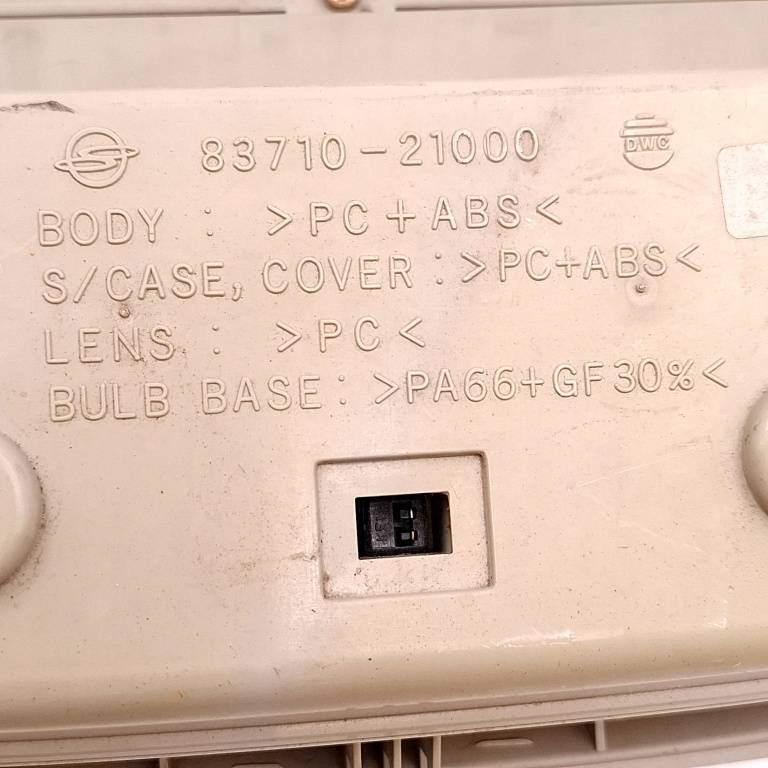 83710-21000 DWC
BODY : >PC+ABS<
S/CASE, COVER : >PC+ABS<
LENS : >PC<
BULB BASE : >PA66+GF30%<